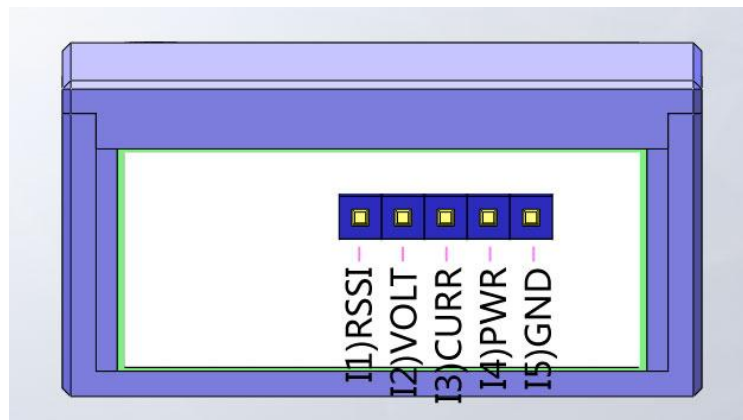 I1)RSSI
I2)VOLT
I3)CURR
I4)PWR
I5)GND